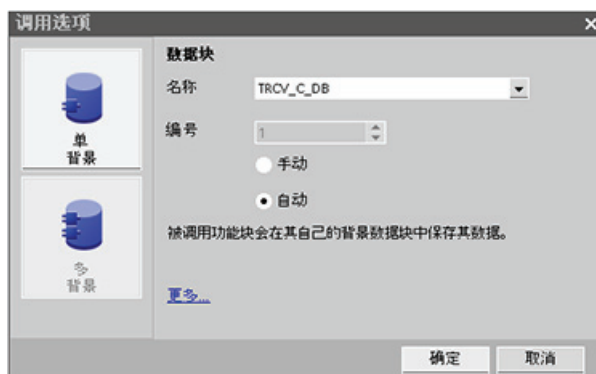 调用选项
数据块
名称
TRCV_C_DB
编号
1
手动
自动
被调用功能块会在其自己的背景数据块中保存其数据。
更多...
单
背景
多
背景
确定
取消